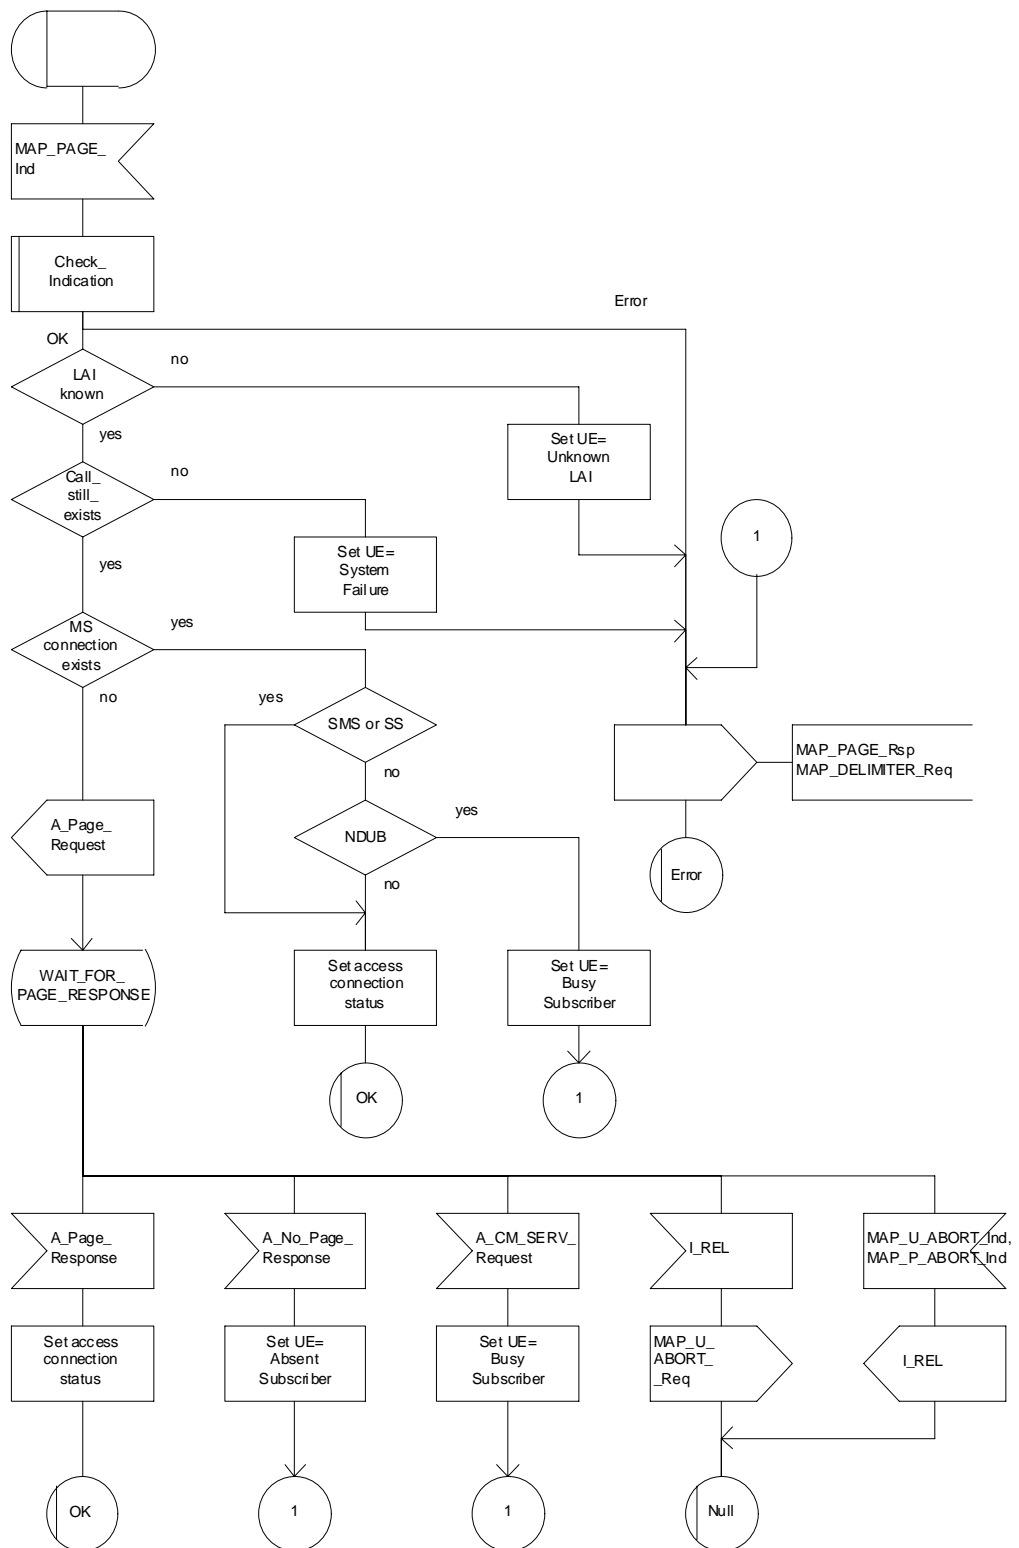 MAP_PAGE_
Ind
Check_
Indication
Error
OK
no
LAI
known
yes
Set UE=
Unknown
LAI
no
Call_
still_
exists
1
Set UE=
System
Failure
yes
yes
MS
connection
exists
no
yes
SMS or SS
MAP_PAGE_Rsp
MAP_DELIMITER_Req
no
A_Page_
Request
yes
NDUB
Error
no
WAIT_FOR_
PAGE_RESPONSE
Set access
connection
status
Set UE=
Busy
Subscriber
OK
1
A_Page_
Response
A_No_Page_
Response
A_CM_SERV_
Request
I_REL
MAP_U_ABORT_Ind,
MAP_P_ABORT_Ind
Set access
connection
status
Set UE=
Absent
Subscriber
Set UE=
Busy
Subscriber
MAP_U_
ABORT_
_Req
I_REL
OK
1
1
Null